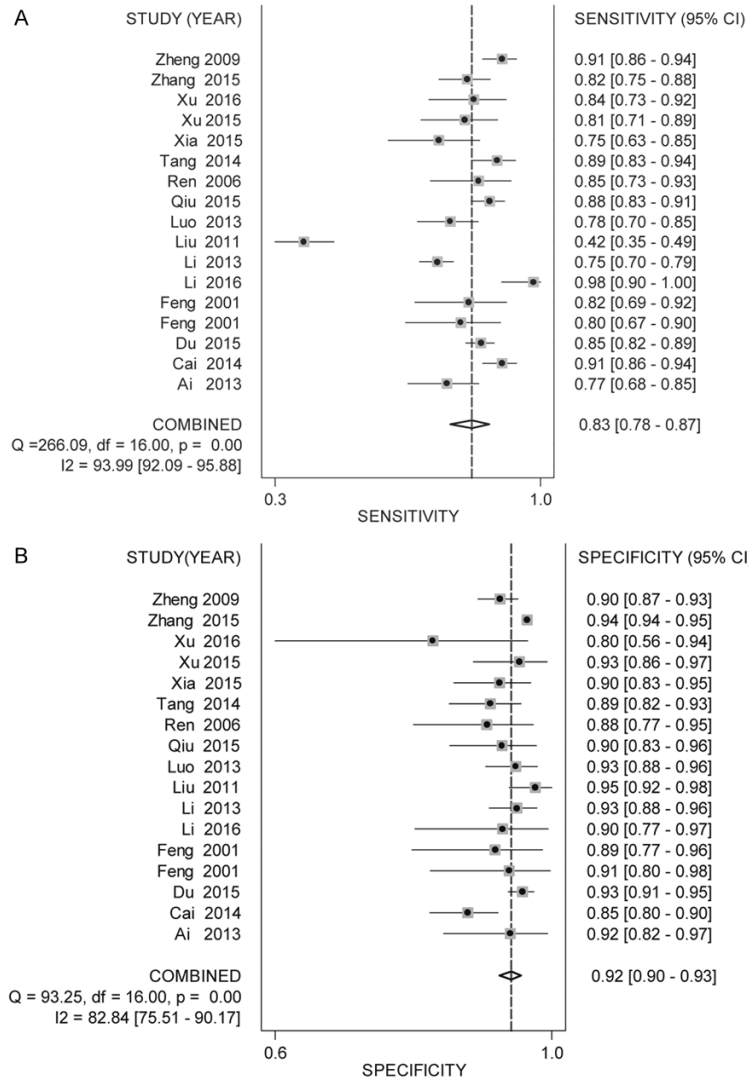 A
STUDY (YEAR) SENSITIVITY (95% CI)
Zheng 2009 0.91 [0.86 - 0.94]
Zhang 2015 0.82 [0.75 - 0.88]
Xu 2016 0.84 [0.73 - 0.92]
Xu 2015 0.81 [0.71 - 0.89]
Xia 2015 0.75 [0.63 - 0.85]
Tang 2014 0.89 [0.83 - 0.94]
Ren 2006 0.85 [0.73 - 0.93]
Qiu 2015 0.88 [0.83 - 0.91]
Luo 2013 0.78 [0.70 - 0.85]
Liu 2011 0.42 [0.35 - 0.49]
Li 2013 0.75 [0.70 - 0.79]
Li 2016 0.98 [0.90 - 1.00]
Feng 2001 0.82 [0.69 - 0.92]
Feng 2001 0.80 [0.67 - 0.90]
Du 2015 0.85 [0.82 - 0.89]
Cai 2014 0.91 [0.86 - 0.94]
Ai 2013 0.77 [0.68 - 0.85]
COMBINED 0.83 [0.78 - 0.87]
Q =266.09, df = 16.00, p = 0.00
I2 = 93.99 [92.09 - 95.88]
0.3 1.0
SENSITIVITY
B
STUDY(YEAR) SPECIFICITY (95% CI
Zheng 2009 0.90 [0.87 - 0.93]
Zhang 2015 0.94 [0.94 - 0.95]
Xu 2016 0.80 [0.56 - 0.94]
Xu 2015 0.93 [0.86 - 0.97]
Xia 2015 0.90 [0.83 - 0.95]
Tang 2014 0.89 [0.82 - 0.93]
Ren 2006 0.88 [0.77 - 0.95]
Qiu 2015 0.90 [0.83 - 0.96]
Luo 2013 0.93 [0.88 - 0.96]
Liu 2011 0.95 [0.92 - 0.98]
Li 2013 0.93 [0.88 - 0.96]
Li 2016 0.90 [0.77 - 0.97]
Feng 2001 0.89 [0.77 - 0.96]
Feng 2001 0.91 [0.80 - 0.98]
Du 2015 0.93 [0.91 - 0.95]
Cai 2014 0.85 [0.80 - 0.90]
Ai 2013 0.92 [0.82 - 0.97]
COMBINED 0.92 [0.90 - 0.93]
Q = 93.25, df = 16.00, p = 0.00
I2 = 82.84 [75.51 - 90.17]
0.6 1.0
SPECIFICITY